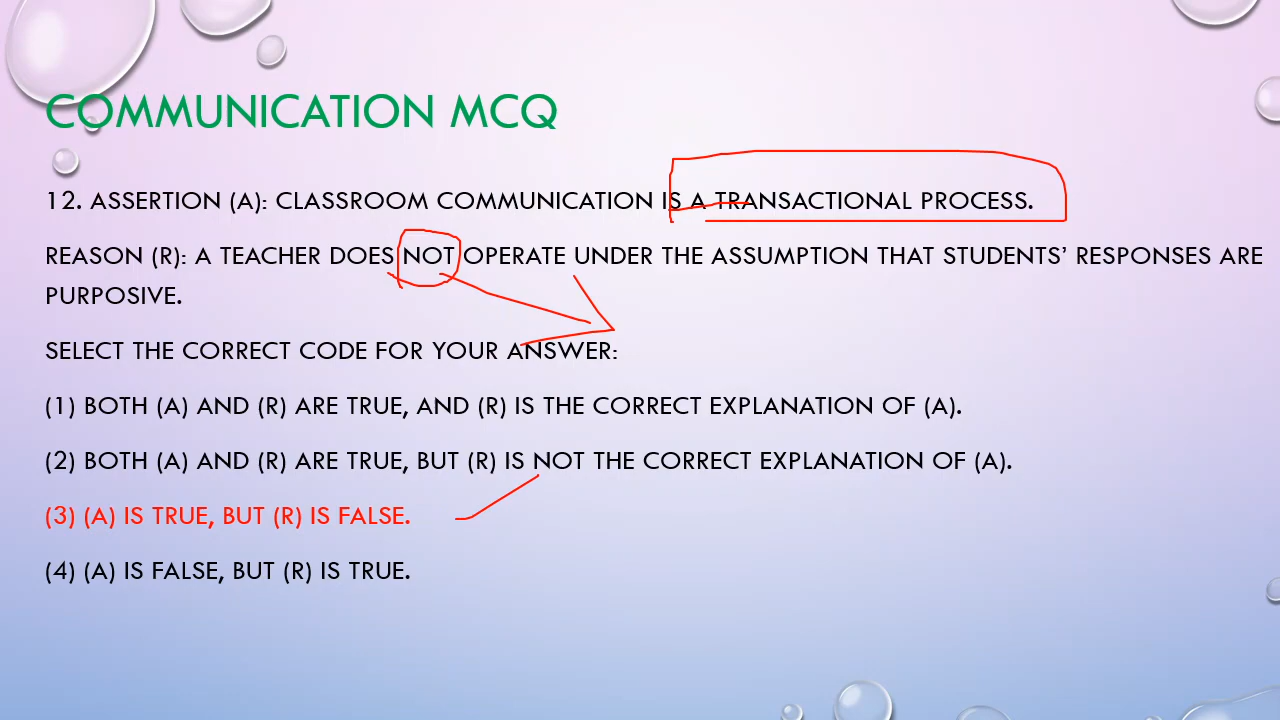 COMMUNICATION MCQ
12. ASSERTION (A): CLASSROOM COMMUNICATION IS A TRANSACTIONAL PROCESS.
REASON (R): A TEACHER DOES NOT OPERATE UNDER THE ASSUMPTION THAT STUDENTS’ RESPONSES ARE
PURPOSIVE.
SELECT THE CORRECT CODE FOR YOUR ANSWER:
(1) BOTH (A) AND (R) ARE TRUE, AND (R) IS THE CORRECT EXPLANATION OF (A).
(2) BOTH (A) AND (R) ARE TRUE, BUT (R) IS NOT THE CORRECT EXPLANATION OF (A).
(3) (A) IS TRUE, BUT (R) IS FALSE.
(4) (A) IS FALSE, BUT (R) IS TRUE.